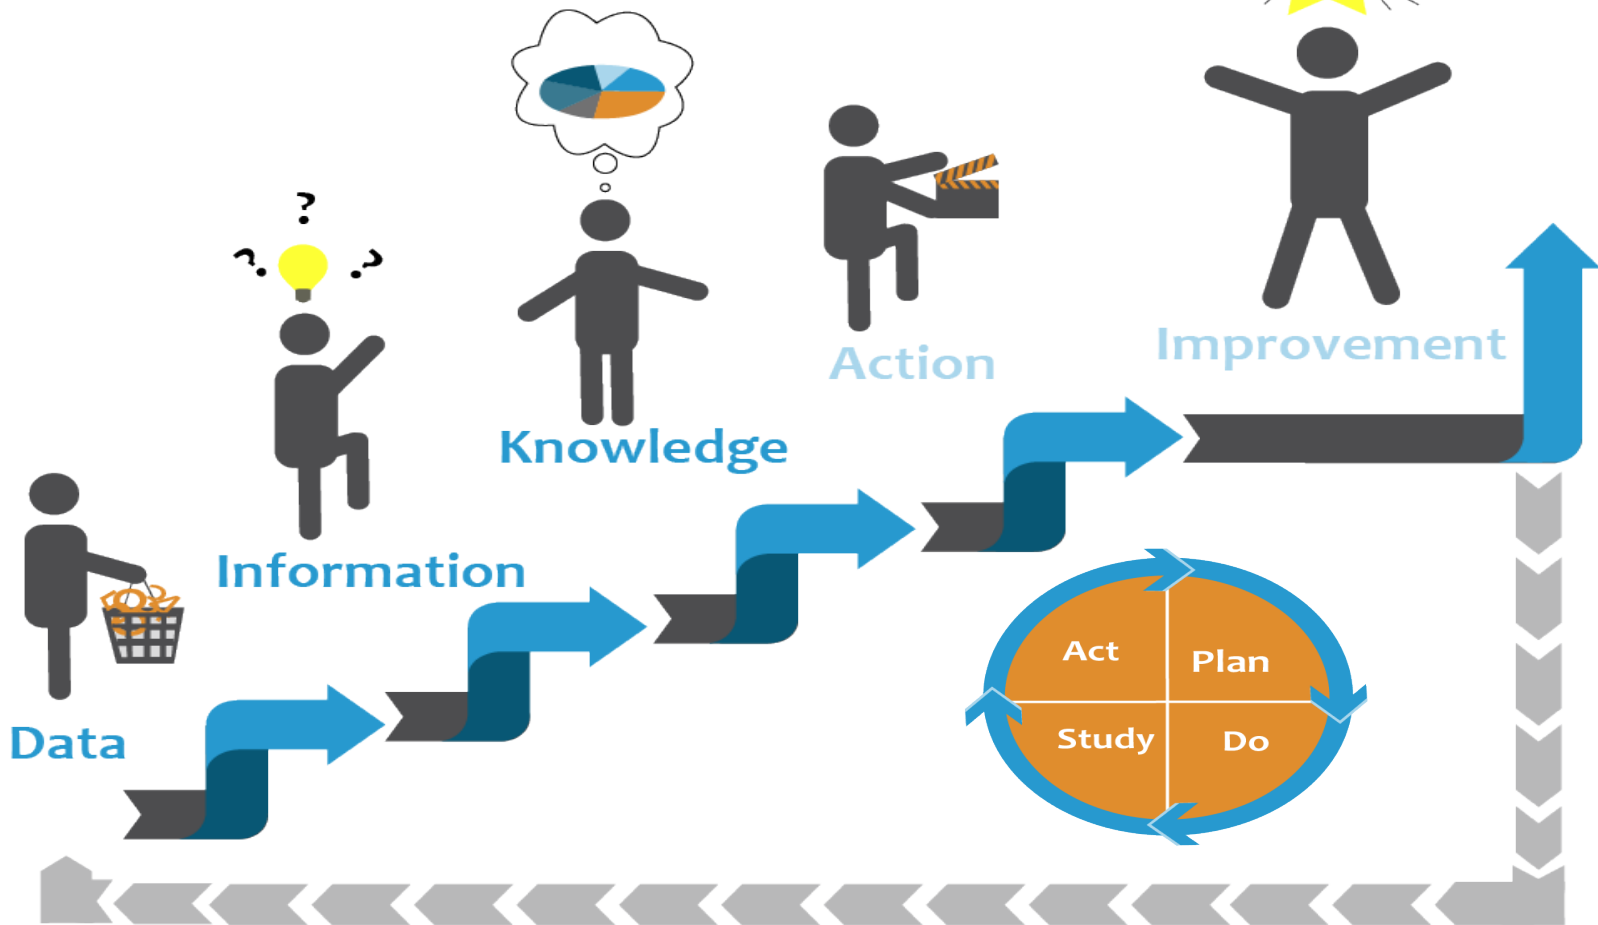 ?
? ?
Data
Information
Knowledge
Action
Improvement
Act
Plan
Study
Do